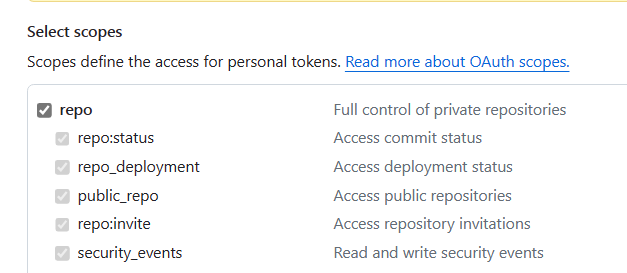 Select scopes
Scopes define the access for personal tokens. Read more about OAuth scopes.
repo Full control of private repositories
repo:status Access commit status
repo_deployment Access deployment status
public_repo Access public repositories
repo:invite Access repository invitations
security_events Read and write security events